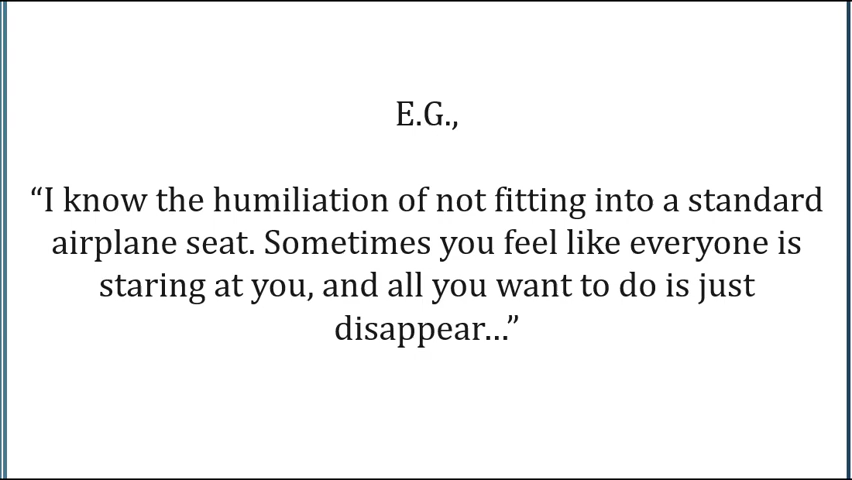 E.G.,
“I know the humiliation of not fitting into a standard
airplane seat. Sometimes you feel like everyone is
staring at you, and all you want to do is just
disappear…”